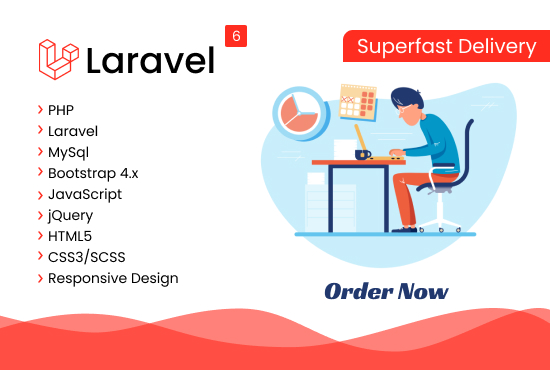 Laravel
6
Superfast Delivery
PHP
Laravel
MySql
Bootstrap 4.x
JavaScript
jQuery
HTML5
CSS3/SCSS
Responsive Design
Order Now